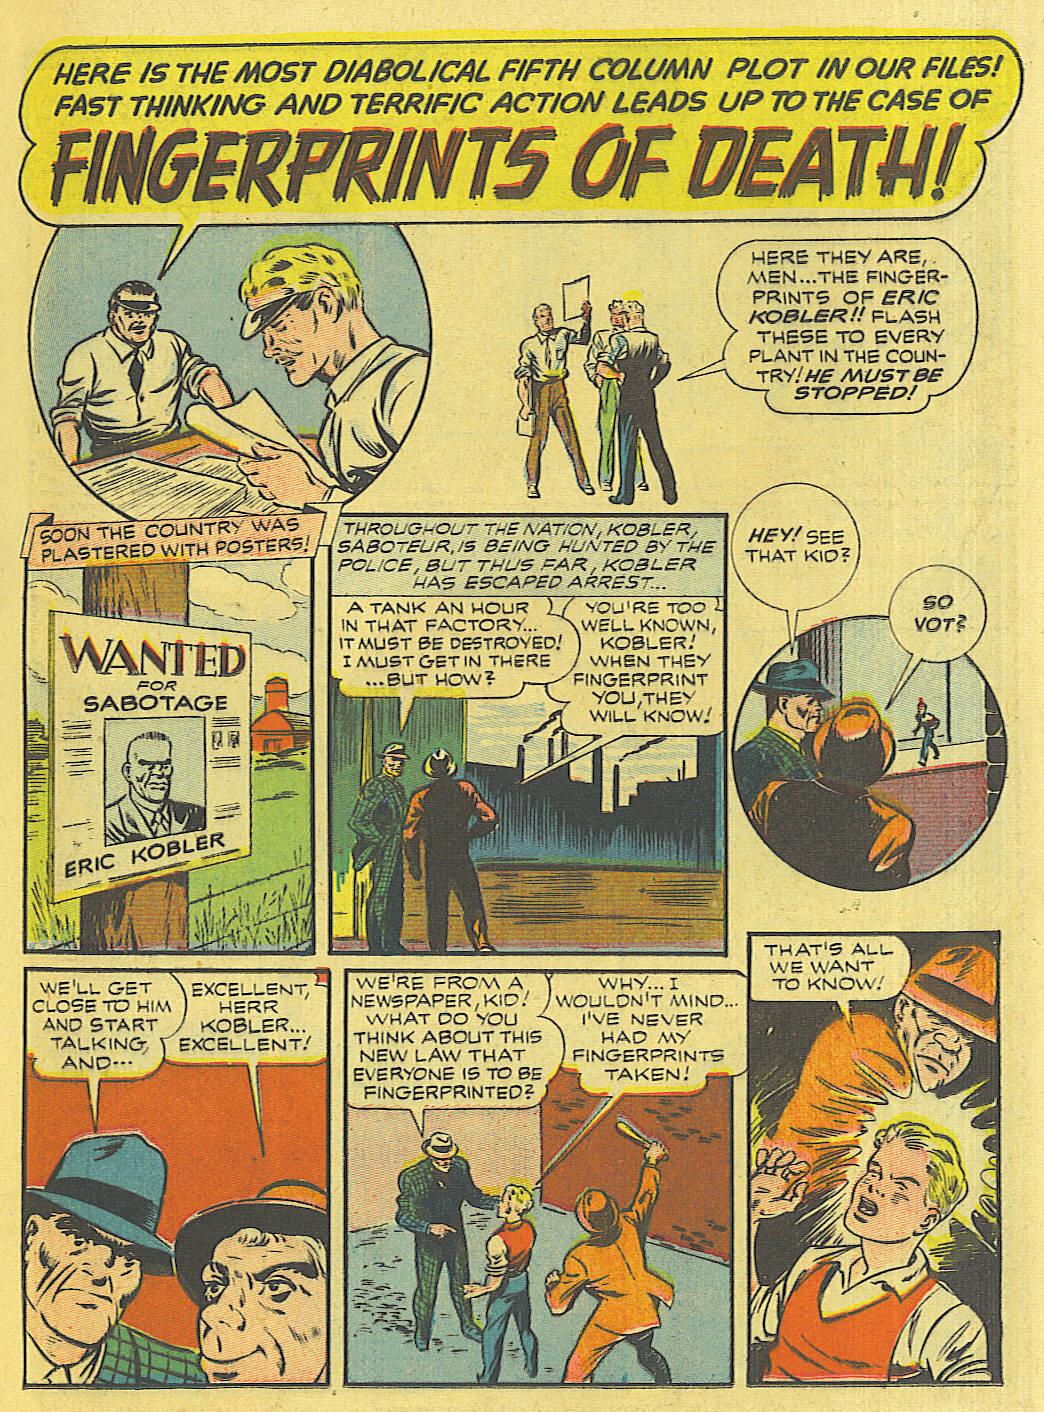 HERE IS THE MOST DIABOLICAL FIFTH COLUMN PLOT IN OUR FILES!
FAST THINKING AND TERRIFIC ACTION LEADS UP TO THE CASE OF
FINGERPRINTS OF DEATH!
HERE THEY ARE,
MEN...THE FINGER-
PRINTS OF ERIC
KOBLER!! FLASH
THESE TO EVERY
PLANT IN THE COUN-
TRY! HE MUST BE
STOPPED!
SOON THE COUNTRY WAS
PLASTERED WITH POSTERS!
WANTED
FOR
SABOTAGE
ERIC KOBLER
THROUGHOUT THE NATION, KOBLER,
SABOTEUR, IS BEING HUNTED BY THE
POLICE, BUT THUS FAR, KOBLER
HAS ESCAPED ARREST...
A TANK AN HOUR
IN THAT FACTORY...
IT MUST BE DESTROYED!
I MUST GET IN THERE
...BUT HOW?
YOU'RE TOO
WELL KNOWN,
KOBLER!
WHEN THEY
FINGERPRINT
YOU, THEY
WILL KNOW!
HEY! SEE
THAT KID?
SO
VOT?
WE'LL GET
CLOSE TO HIM
AND START
TALKING,
AND---
EXCELLENT,
HERR
KOBLER...
EXCELLENT!
WE'RE FROM A
NEWSPAPER, KID!
WHAT DO YOU
THINK ABOUT THIS
NEW LAW THAT
EVERYONE IS TO BE
FINGERPRINTED?
WHY... I
WOULDN'T MIND...
I'VE NEVER
HAD MY
FINGERPRINTS
TAKEN!
THAT'S ALL
WE WANT
TO KNOW!